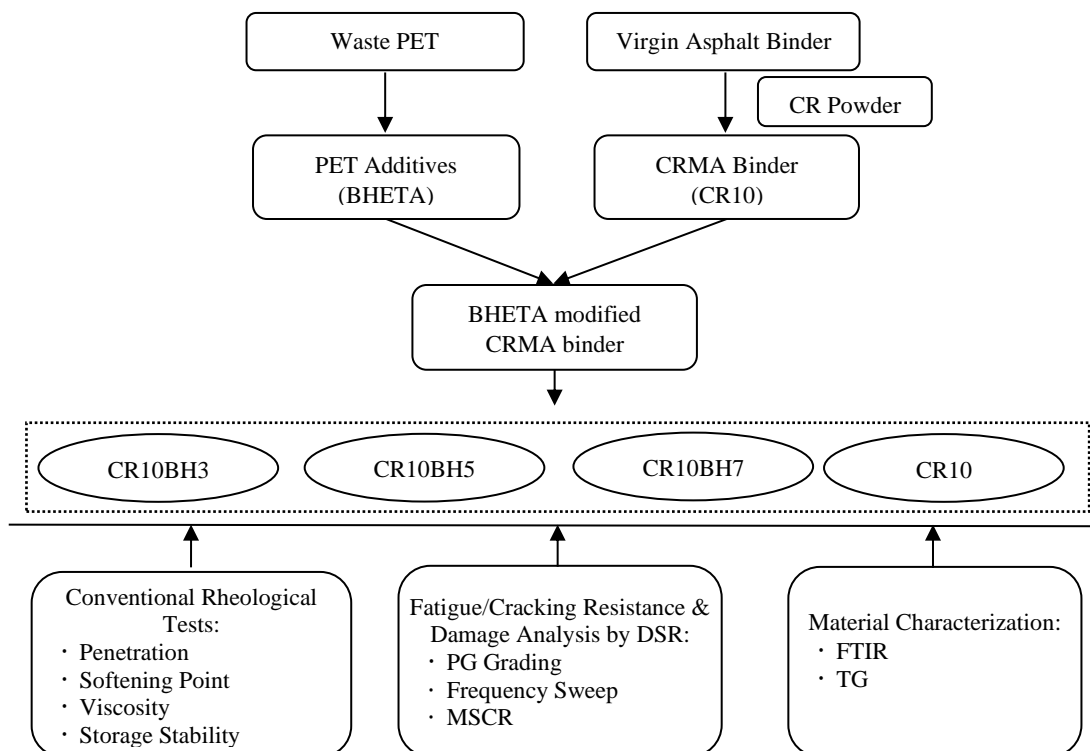 Waste PET
Virgin Asphalt Binder
CR Powder
PET Additives
(BHETA)
CRMA Binder
(CR10)
BHETA modified
CRMA binder
CR10BH3
CR10BH5
CR10BH7
CR10
Conventional Rheological
Tests:
· Penetration
· Softening Point
· Viscosity
· Storage Stability
Fatigue/Cracking Resistance &
Damage Analysis by DSR:
· PG Grading
· Frequency Sweep
· MSCR
Material Characterization:
· FTIR
· TG